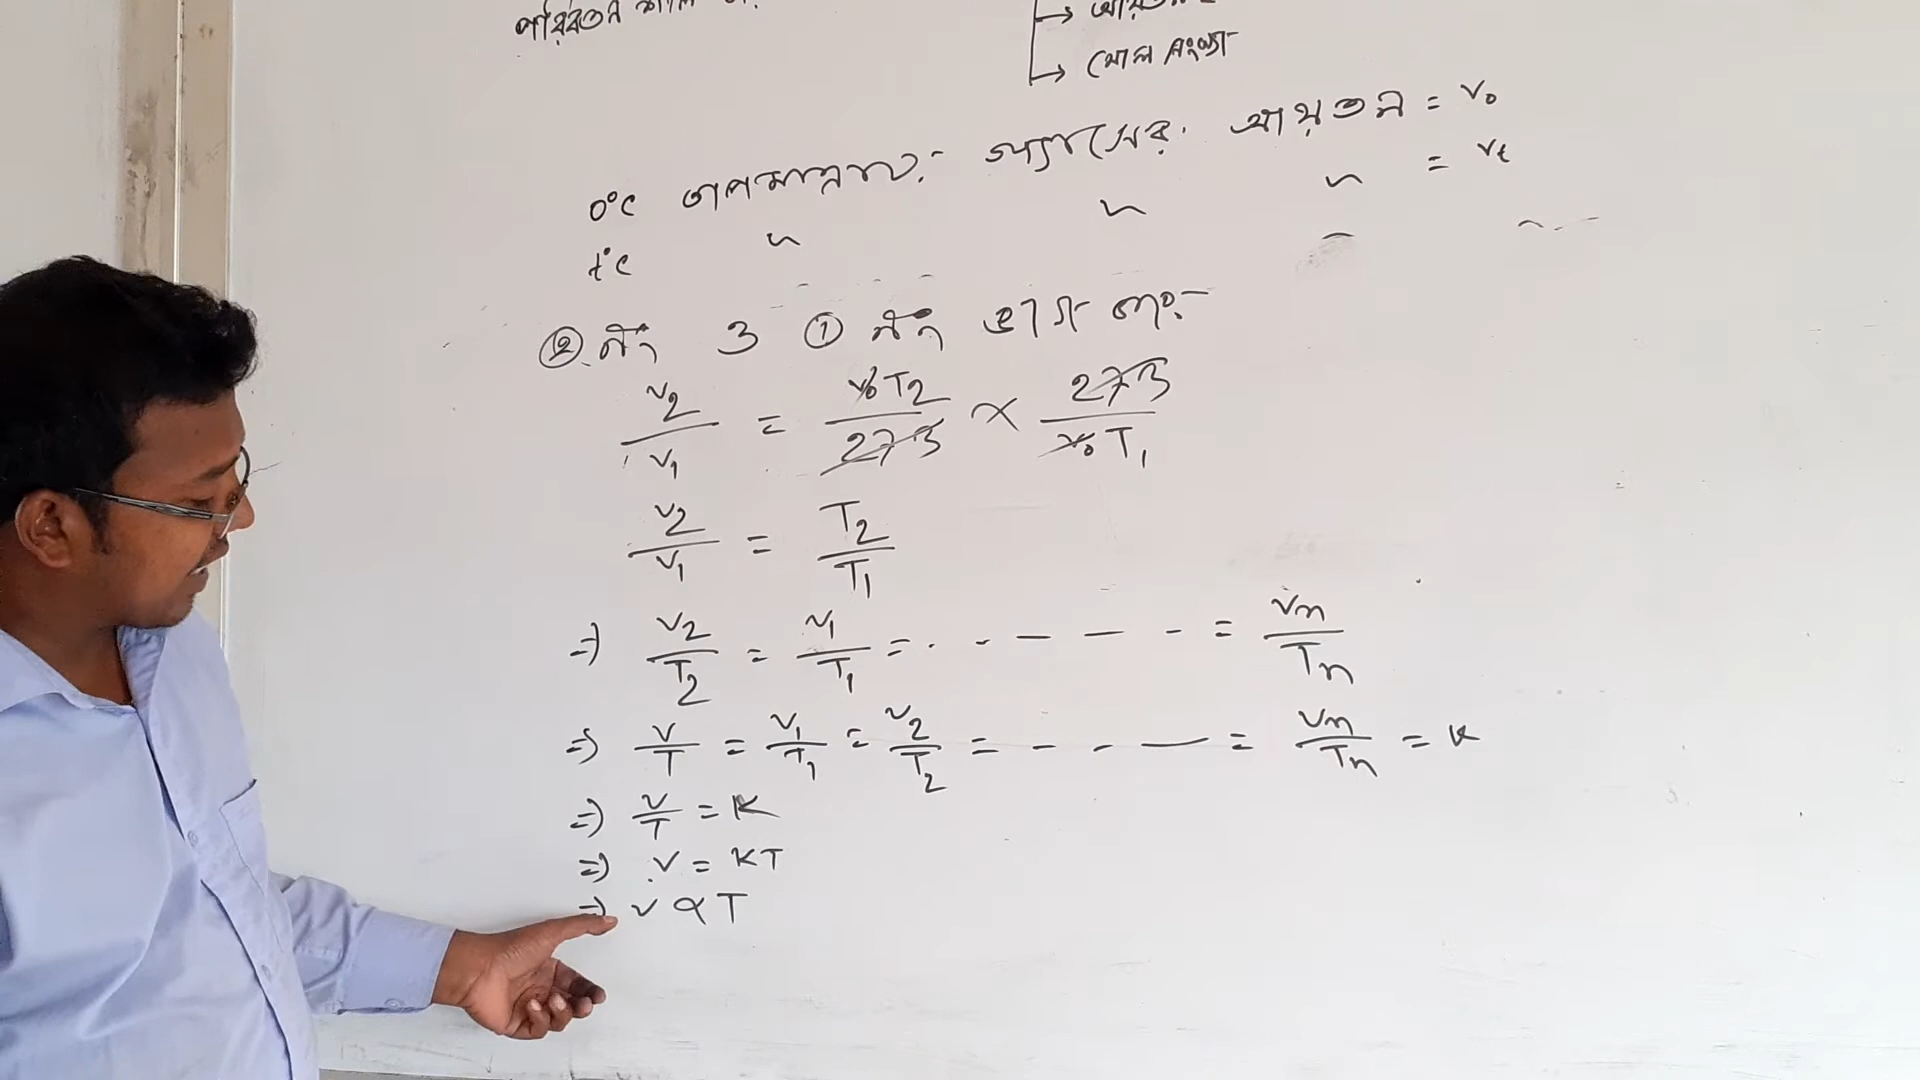 পরিবর্তনশীল
→ আয়তন
→ মোল সংখ্যা
0°C তাপমাত্রায় গ্যাসের আয়তন = V₀
t°C " " " = Vₜ
② নং ও ① নং ভাগ করে:-
V₂/V₁ = V₀T₂/273 × 273/V₀T₁
V₂/V₁ = T₂/T₁
⇒ V₂/T₂ = V₁/T₁ = - - - - - = Vn/Tn
⇒ V/T = V₁/T₁ = V₂/T₂ = - - - = Vn/Tn = K
⇒ V/T = K
⇒ V = KT
⇒ V ∝ T